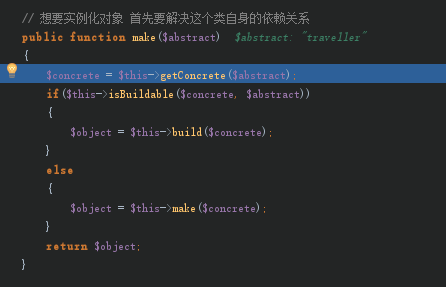 // 想要实例化对象 首先要解决这个类自身的依赖关系
public function make($abstract)  $abstract: "traveller"
{
    $concrete = $this->getConcrete($abstract);
    if($this->isBuildable($concrete, $abstract))
    {
        $object = $this->build($concrete);
    }
    else
    {
        $object = $this->make($concrete);
    }
    return $object;
}